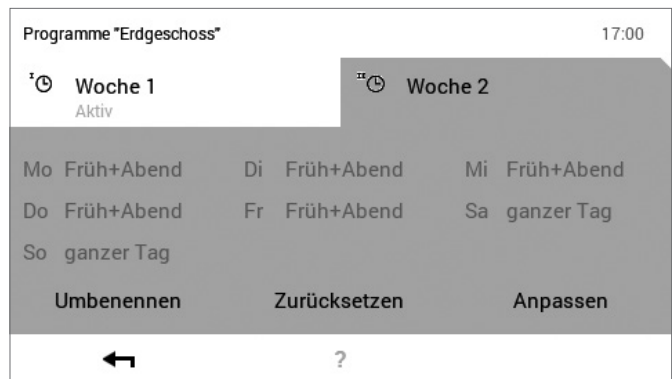 Programme "Erdgeschoss" 17:00
I Woche 1 II Woche 2
Aktiv
Mo Früh+Abend Di Früh+Abend Mi Früh+Abend
Do Früh+Abend Fr Früh+Abend Sa ganzer Tag
So ganzer Tag
Umbenennen Zurücksetzen Anpassen
?